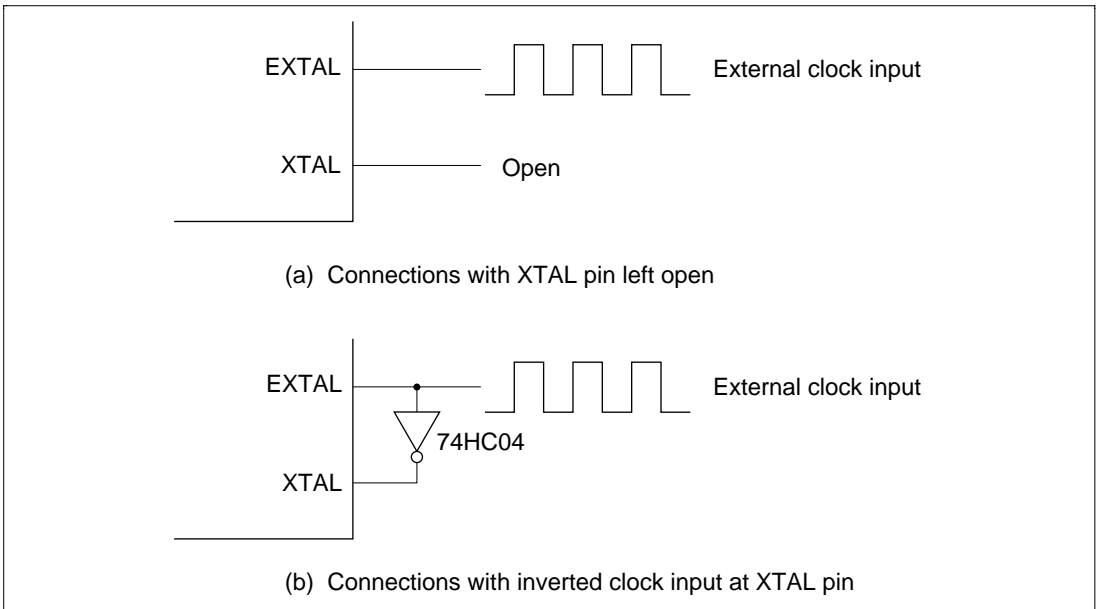 EXTAL
External clock input
XTAL
Open
(a) Connections with XTAL pin left open
EXTAL
External clock input
74HC04
XTAL
(b) Connections with inverted clock input at XTAL pin